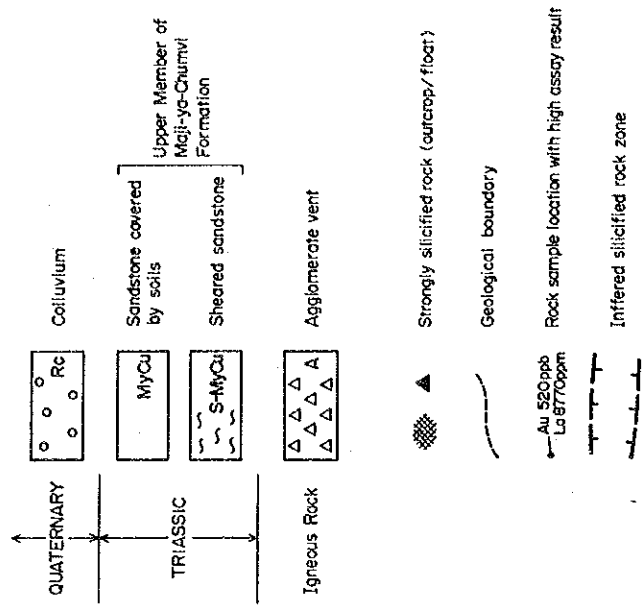 QUATERNARY
Rc
Colluvium
TRIASSIC
MyCu
Sandstone covered
by soils
S-MyCu
Sheared sandstone
Upper Member of
Maji-ya-Chumvi
Formation
Igneous Rock
Agglomerate vent
Strongly silicified rock (outcrop/float)
Geological boundary
Au 520ppb
La 8770ppm
Rock sample location with high assay result
Inffered silicified rock zone